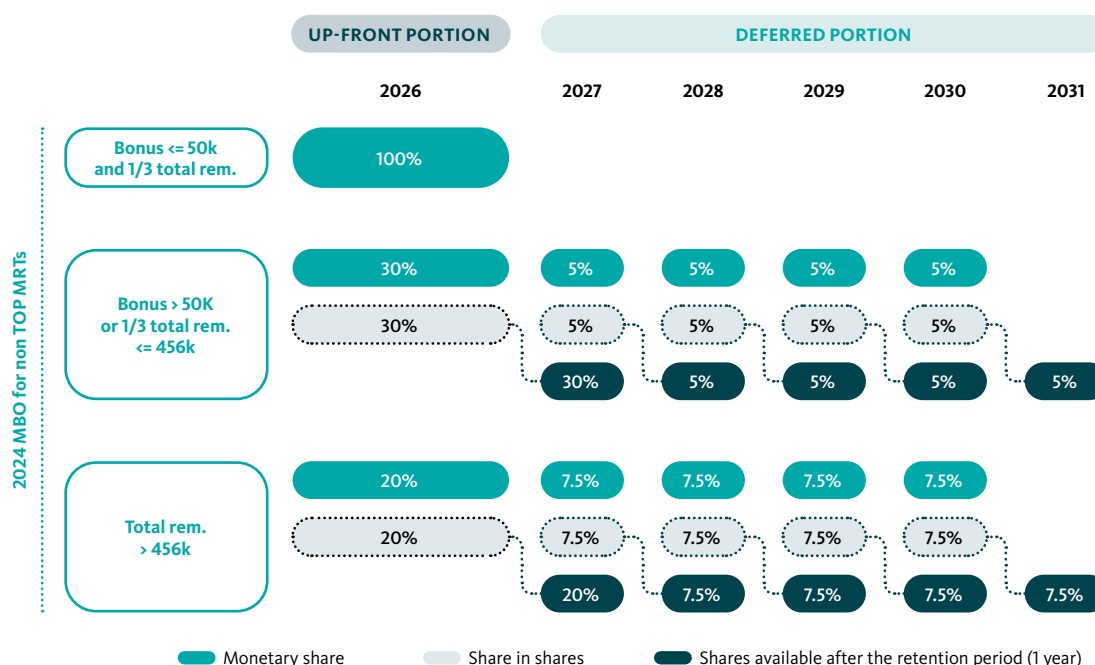 UP-FRONT PORTION
DEFERRED PORTION
2026
2027
2028
2029
2030
2031
2024 MBO for non TOP MRTs
Bonus <= 50k
and 1/3 total rem.
100%
Bonus > 50K
or 1/3 total rem.
<= 456k
30%
5%
5%
5%
5%
30%
5%
5%
5%
5%
30%
5%
5%
5%
5%
Total rem.
> 456k
20%
7.5%
7.5%
7.5%
7.5%
20%
7.5%
7.5%
7.5%
7.5%
20%
7.5%
7.5%
7.5%
7.5%
Monetary share
Share in shares
Shares available after the retention period (1 year)